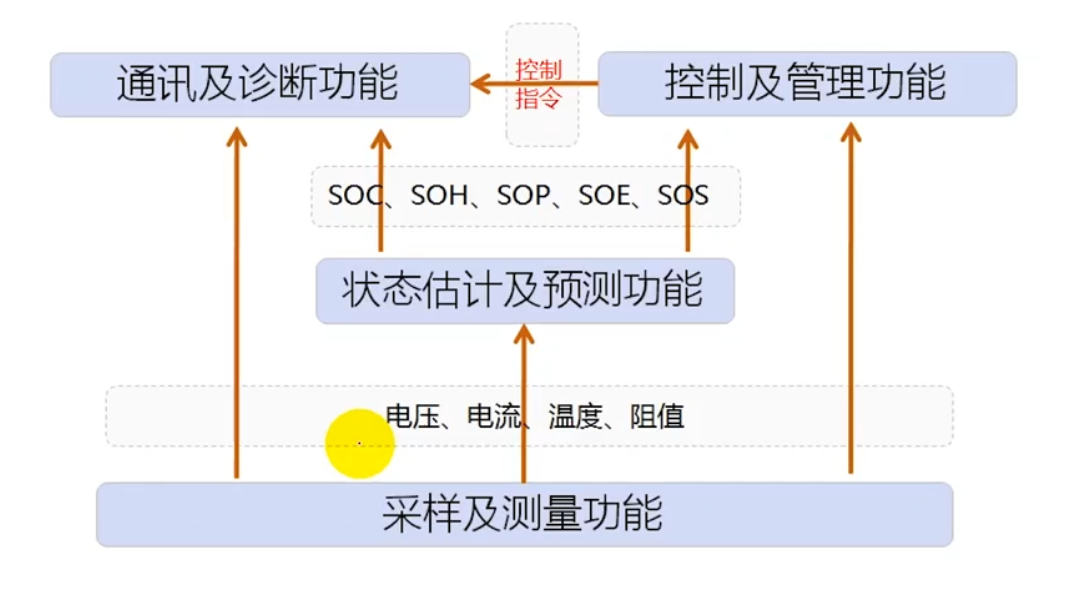 通讯及诊断功能
控制
指令
控制及管理功能
SOC、SOH、SOP、SOE、SOS
状态估计及预测功能
电压、电流、温度、阻值
采样及测量功能